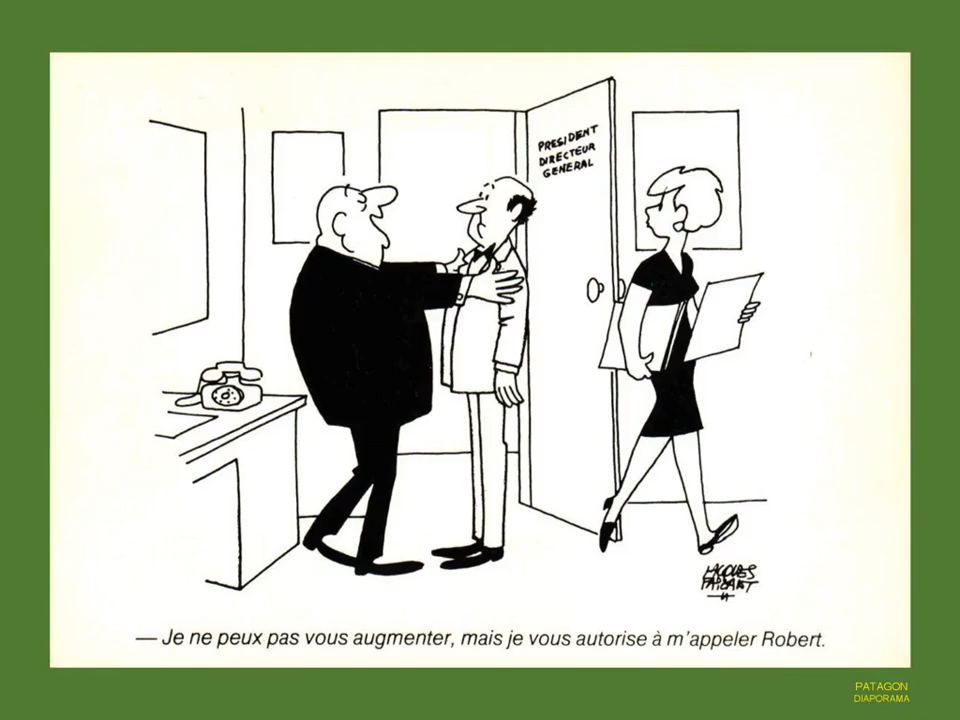 PRESIDENT
DIRECTEUR
GENERAL
JACQUES
FAIZANT
— Je ne peux pas vous augmenter, mais je vous autorise à m'appeler Robert.
PATAGON
DIAPORAMA